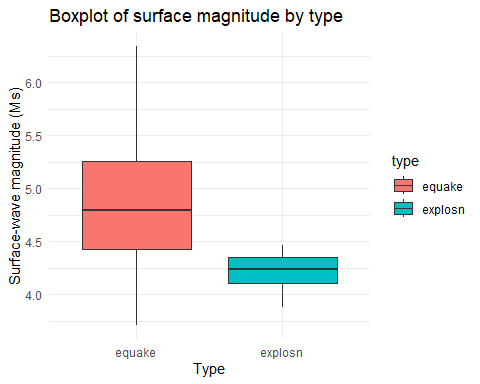 Boxplot of surface magnitude by type
Surface-wave magnitude (Ms)
6.0
5.5
5.0
4.5
4.0
equake
explosn
Type
type
equake
explosn